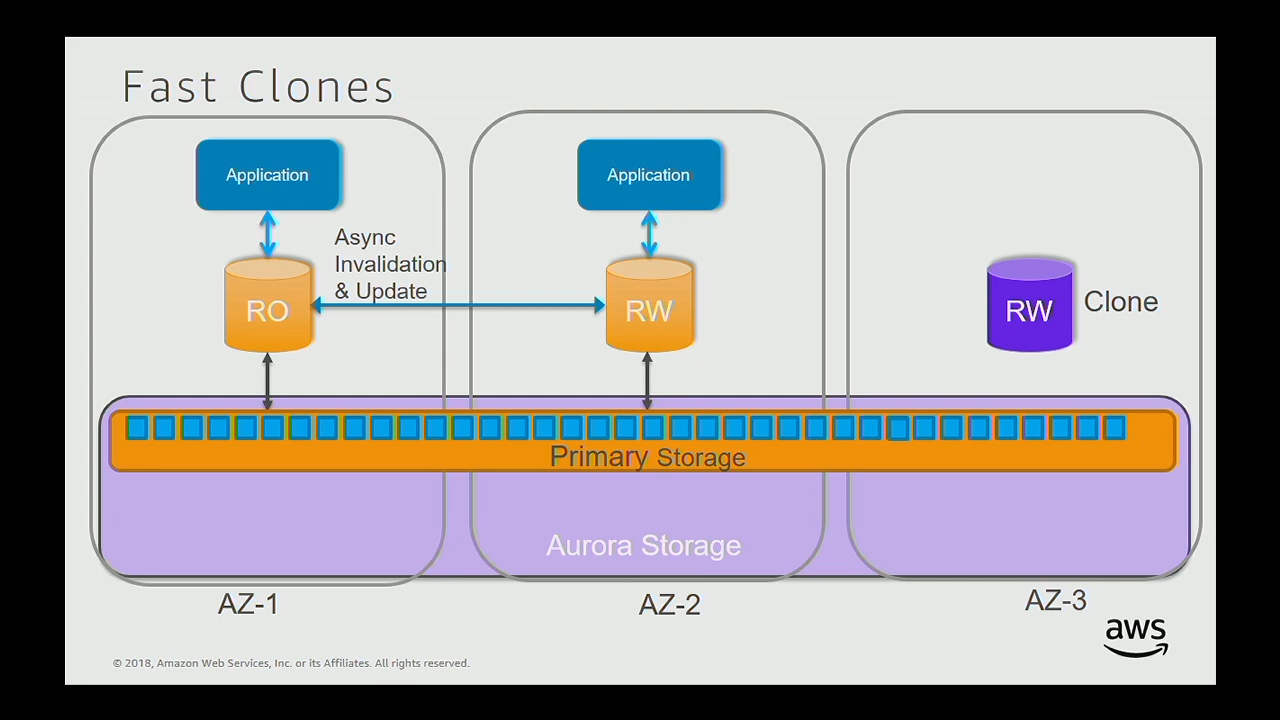 Fast Clones
Application
Application
Async
Invalidation
& Update
RO
RW
RW
Clone
Primary Storage
Aurora Storage
AZ-1
AZ-2
AZ-3
aws
© 2018, Amazon Web Services, Inc. or its Affiliates. All rights reserved.